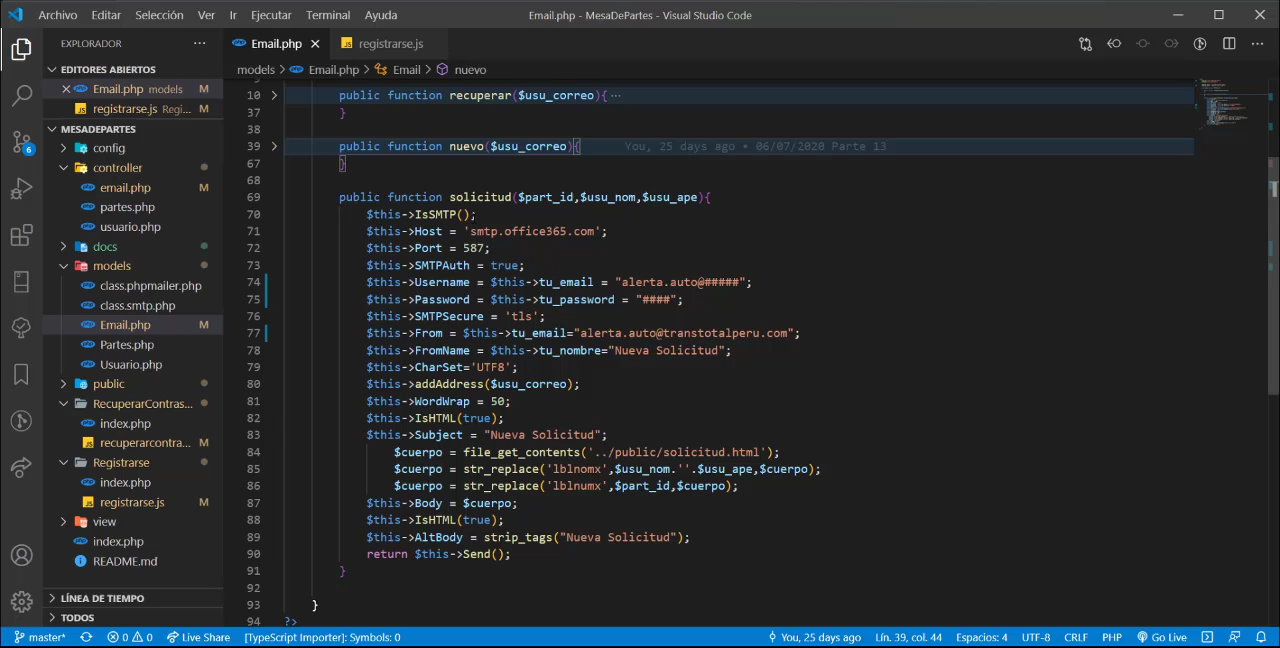 Archivo Editar Selección Ver Ir Ejecutar Terminal Ayuda Email.php - MesaDePartes - Visual Studio Code
EXPLORADOR ···
EDITORES ABIERTOS
Email.php models M
registrarse.js Regi... M
MESADEPARTES
config
controller
email.php M
partes.php
usuario.php
docs
models
class.phpmailer.php
class.smtp.php
Email.php M
Partes.php
Usuario.php
public
RecuperarContras...
index.php
recuperarcontra... M
Registrarse
index.php
registrarse.js M
view
index.php
README.md
LÍNEA DE TIEMPO
TODOS
6
Email.php registrarse.js
models > Email.php > Email > nuevo
10 public function recuperar($usu_correo){ ···
37 }
38
39 public function nuevo($usu_correo){ You, 25 days ago • 06/07/2020 Parte 13
67 }
68
69 public function solicitud($part_id,$usu_nom,$usu_ape){
70 $this->IsSMTP();
71 $this->Host = 'smtp.office365.com';
72 $this->Port = 587;
73 $this->SMTPAuth = true;
74 $this->Username = $this->tu_email = "alerta.auto@#####";
75 $this->Password = $this->tu_password = "####";
76 $this->SMTPSecure = 'tls';
77 $this->From = $this->tu_email="alerta.auto@transtotalperu.com";
78 $this->FromName = $this->tu_nombre="Nueva Solicitud";
79 $this->CharSet='UTF8';
80 $this->addAddress($usu_correo);
81 $this->WordWrap = 50;
82 $this->IsHTML(true);
83 $this->Subject = "Nueva Solicitud";
84 $cuerpo = file_get_contents('../public/solicitud.html');
85 $cuerpo = str_replace('lblnomx',$usu_nom.''.$usu_ape,$cuerpo);
86 $cuerpo = str_replace('lblnumx',$part_id,$cuerpo);
87 $this->Body = $cuerpo;
88 $this->IsHTML(true);
89 $this->AltBody = strip_tags("Nueva Solicitud");
90 return $this->Send();
91 }
92
93 }
94 ?>
master* 0 0 Live Share [TypeScript Importer]: Symbols: 0 You, 25 days ago Lín. 39, col. 44 Espacios: 4 UTF-8 CRLF PHP Go Live